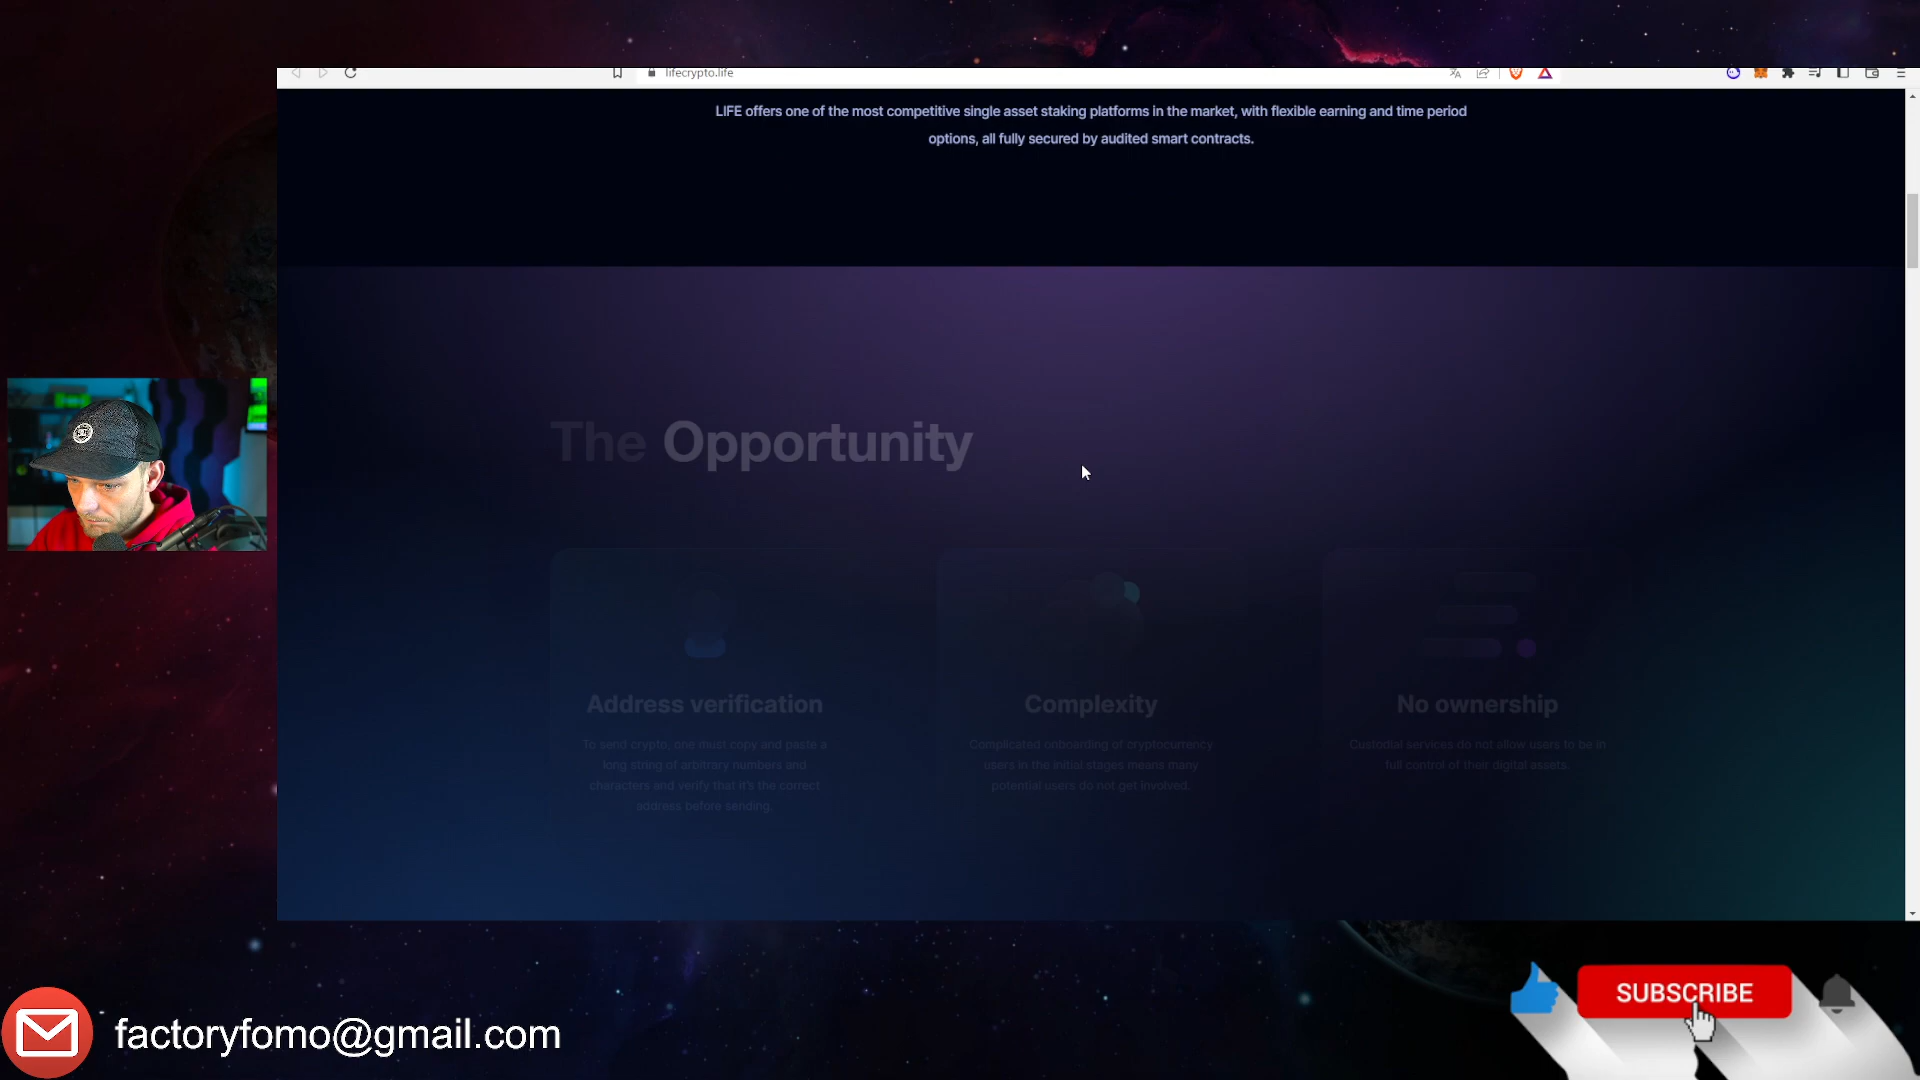 lifecrypto.life
LIFE offers one of the most competitive single asset staking platforms in the market, with flexible earning and time period
options, all fully secured by audited smart contracts.
The Opportunity
Address verification
To send crypto, one must copy and paste a
long string of arbitrary numbers and
characters and verify that it's the correct
address before sending.
Complexity
Complicated onboarding of cryptocurrency
users in the initial stages means many
potential users do not get involved.
No ownership
Custodial services do not allow users to be in
full control of their digital assets.
factoryfomo@gmail.com
SUBSCRIBE